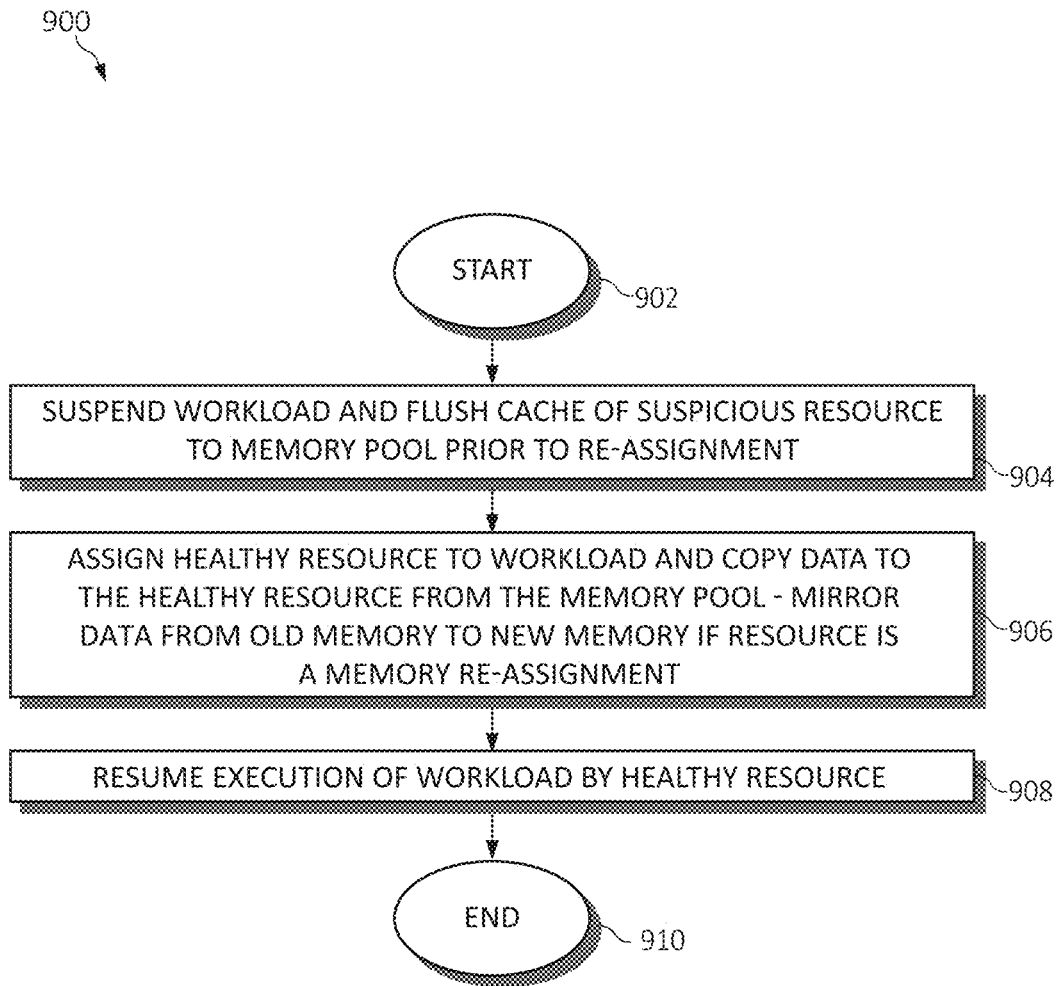 900
START
902
SUSPEND WORKLOAD AND FLUSH CACHE OF SUSPICIOUS RESOURCE
TO MEMORY POOL PRIOR TO RE-ASSIGNMENT
904
ASSIGN HEALTHY RESOURCE TO WORKLOAD AND COPY DATA TO
THE HEALTHY RESOURCE FROM THE MEMORY POOL - MIRROR
DATA FROM OLD MEMORY TO NEW MEMORY IF RESOURCE IS
A MEMORY RE-ASSIGNMENT
906
RESUME EXECUTION OF WORKLOAD BY HEALTHY RESOURCE
908
END
910